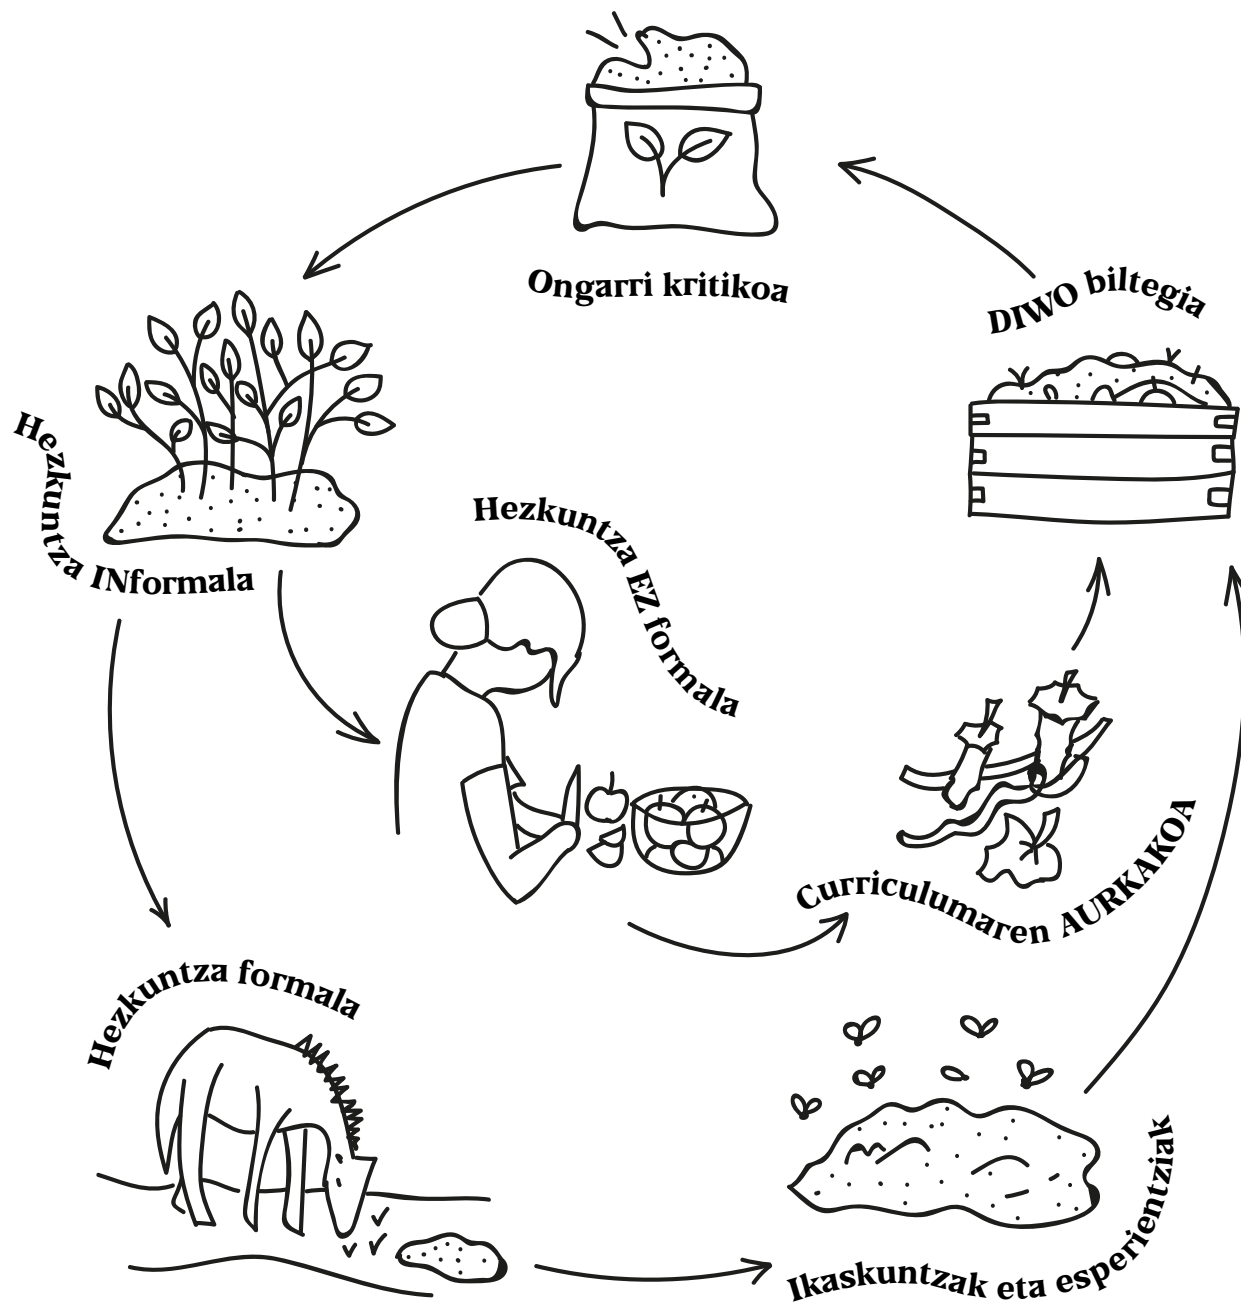 Ongarri kritikoa
DIWO biltegia
Hezkuntza INformala
Hezkuntza EZ formala
Curriculumaren AURKAKOA
Hezkuntza formala
Ikaskuntzak eta esperientziak